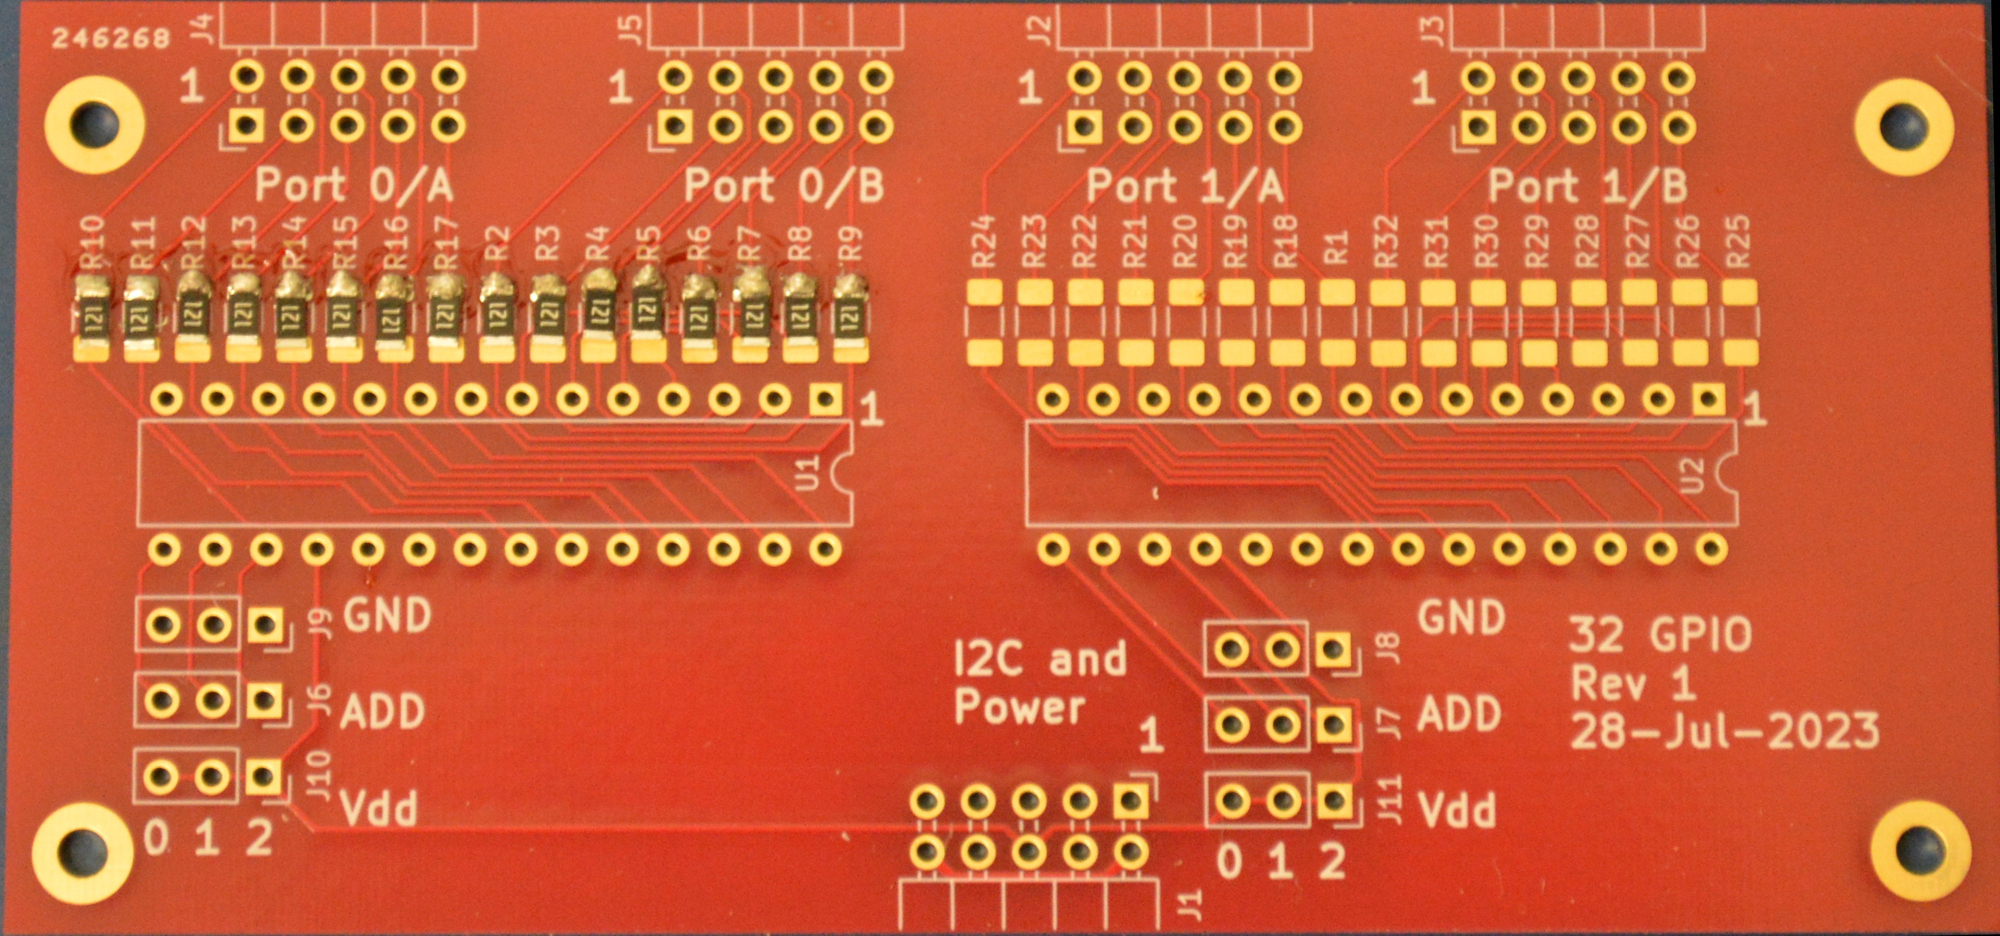 246268
J4
J5
J2
J3
1
1
1
1
Port 0/A
Port 0/B
Port 1/A
Port 1/B
R10 R11 R12 R13 R14 R15 R16 R17 R2 R3 R4 R5 R6 R7 R8 R9
R24 R23 R22 R21 R20 R19 R18 R1 R32 R31 R30 R29 R28 R27 R26 R25
121 121 121 121 121 121 121 121 121 121 121 121 121 121 121 121
1
1
U1
U2
J9
GND
J6
ADD
J10
Vdd
0 1 2
I2C and
Power
1
J1
J8
GND
J7
ADD
J11
Vdd
0 1 2
32 GPIO
Rev 1
28-Jul-2023